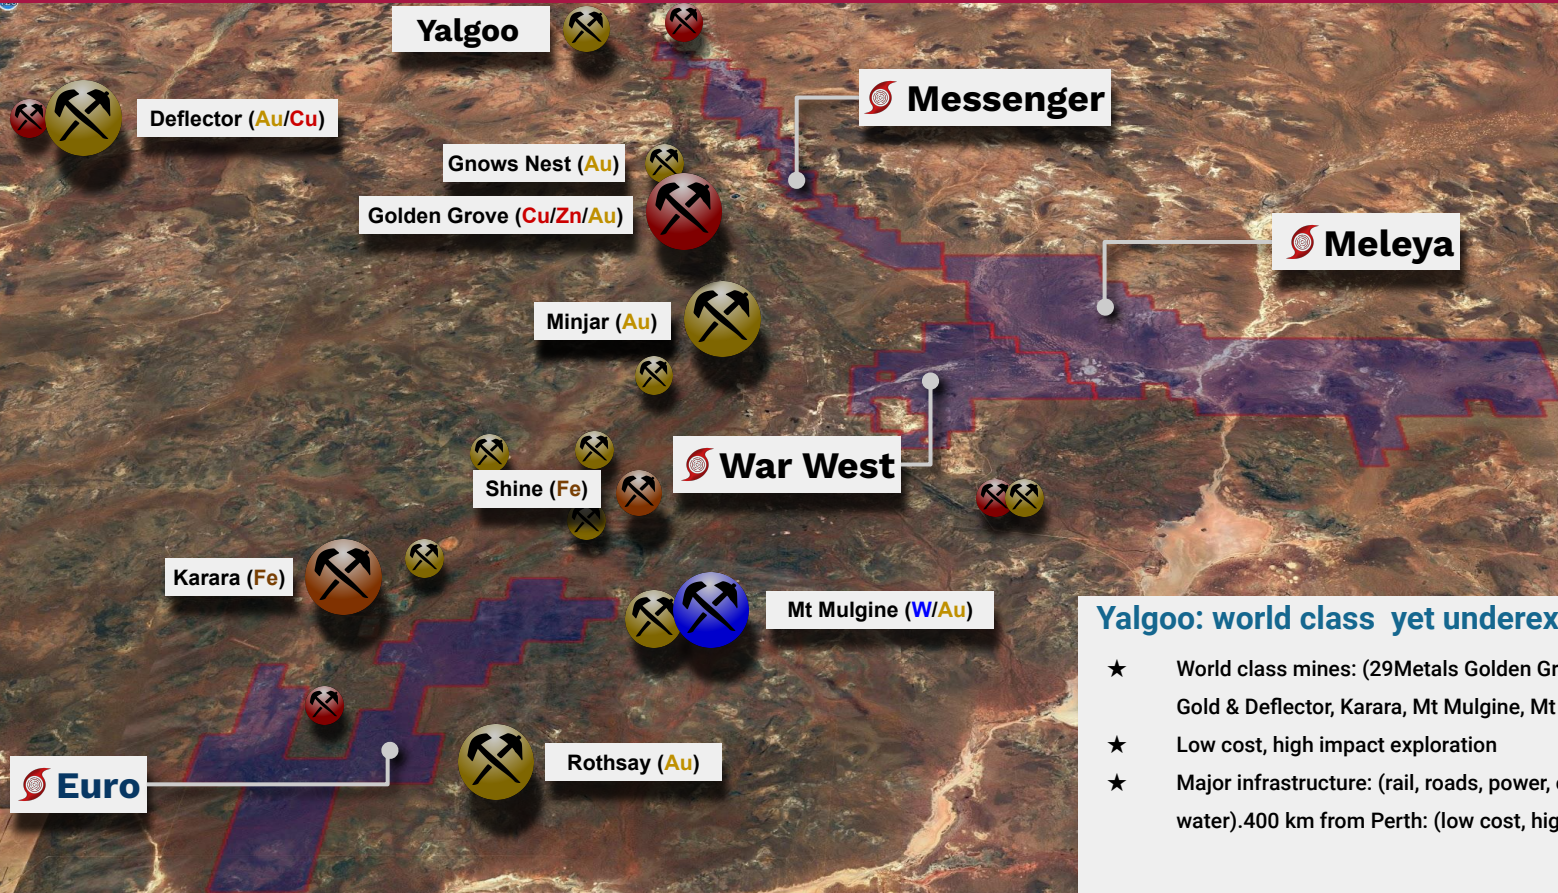 Yalgoo
Messenger
Deflector (Au/Cu)
Gnows Nest (Au)
Golden Grove (Cu/Zn/Au)
Meleya
Minjar (Au)
War West
Shine (Fe)
Karara (Fe)
Mt Mulgine (W/Au)
Yalgoo: world class yet underex
★ World class mines: (29Metals Golden Gr
Gold & Deflector, Karara, Mt Mulgine, Mt
★ Low cost, high impact exploration
★ Major infrastructure: (rail, roads, power,
water).400 km from Perth: (low cost, hig
Rothsay (Au)
Euro